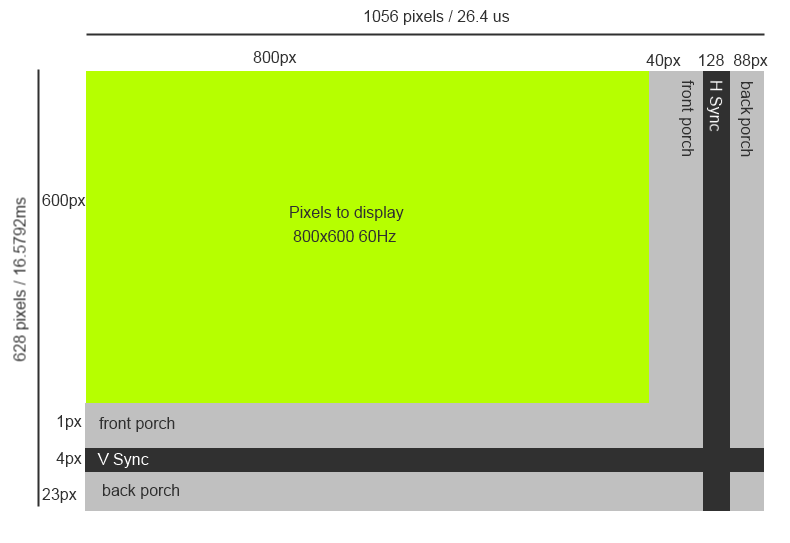 1056 pixels / 26.4 us
800px
40px
128
88px
front porch
H Sync
back porch
600px
628 pixels / 16.5792ms
Pixels to display
800x600 60Hz
1px
front porch
4px
V Sync
23px
back porch